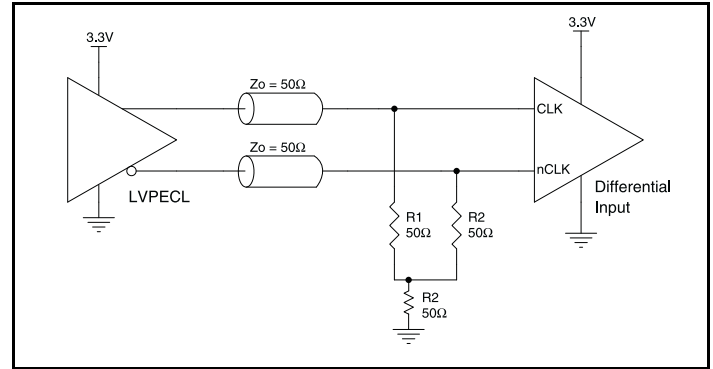 3.3V
3.3V
Zo = 50Ω
CLK
Zo = 50Ω
nCLK
LVPECL
Differential
Input
R1
50Ω
R2
50Ω
R2
50Ω